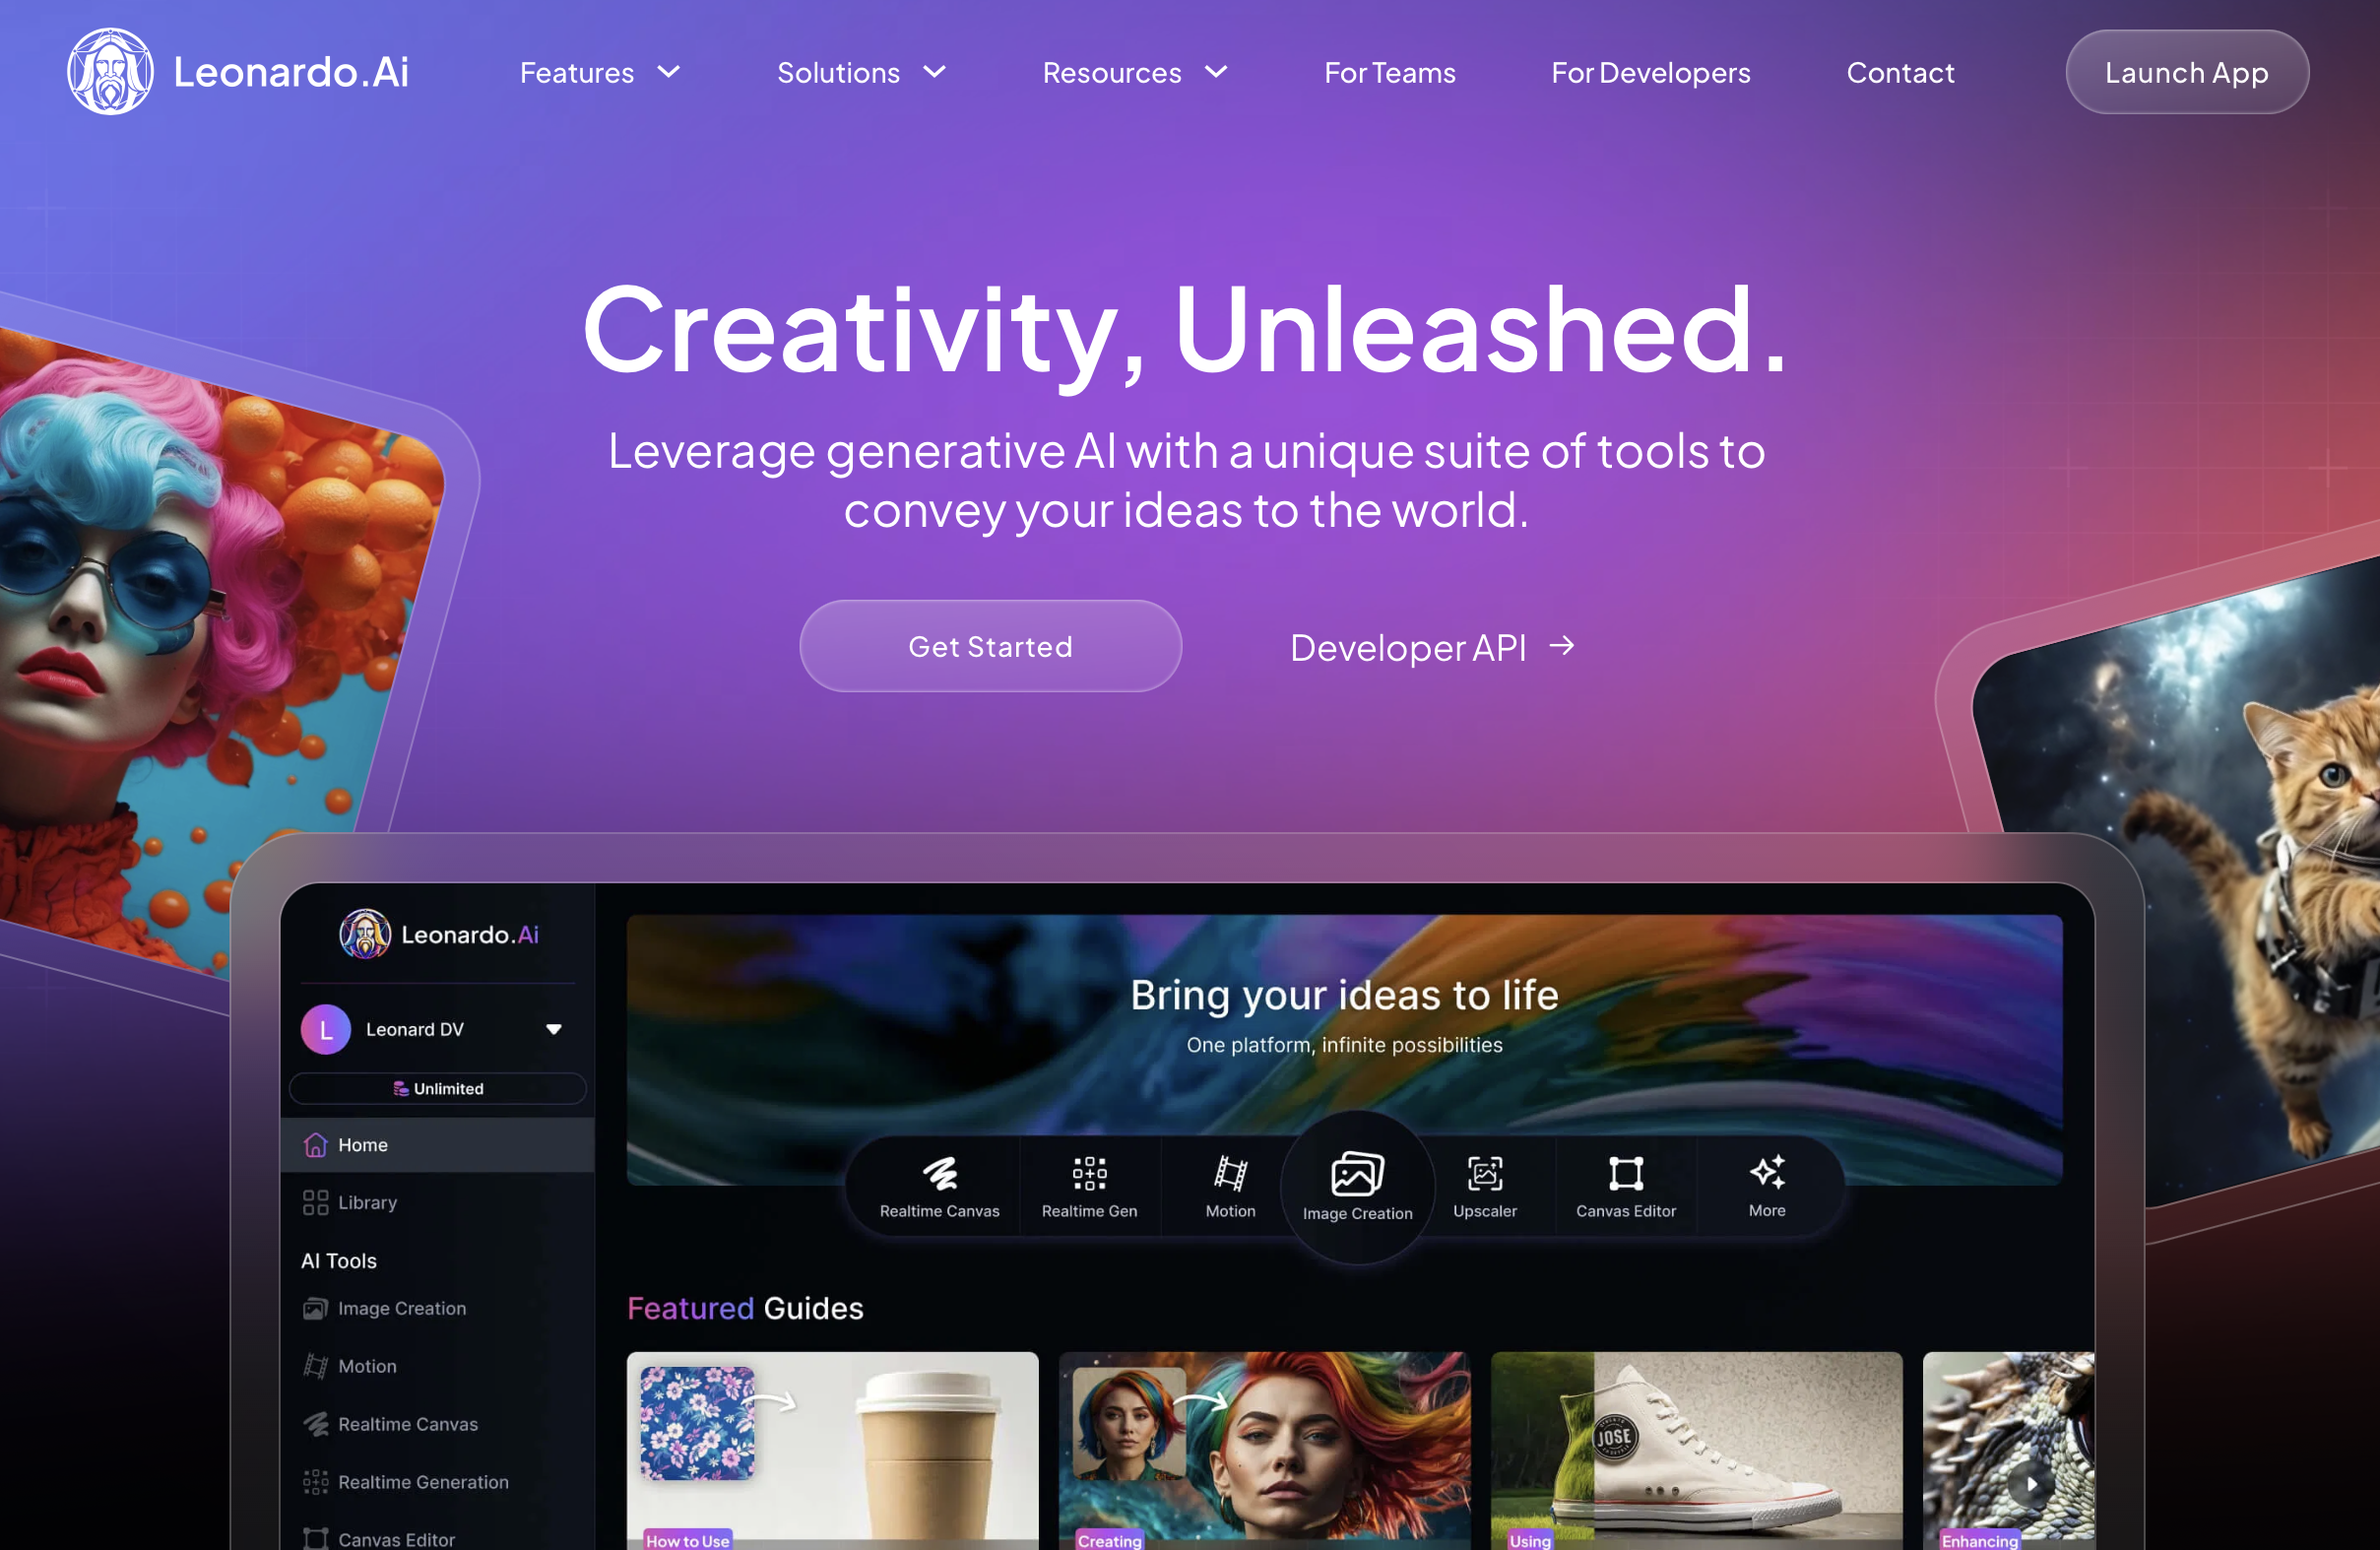 Leonardo.Ai
Features
Solutions
Resources
For Teams
For Developers
Contact
Launch App
Creativity, Unleashed.
Leverage generative AI with a unique suite of tools to
convey your ideas to the world.
Get Started
Developer API →
Leonardo.Ai
L
Leonard DV
Unlimited
Home
Library
AI Tools
Image Creation
Motion
Realtime Canvas
Realtime Generation
Canvas Editor
Bring your ideas to life
One platform, infinite possibilities
Realtime Canvas
Realtime Gen
Motion
Image Creation
Upscaler
Canvas Editor
More
Featured Guides
JOSE
How to Use
Creating
Using
Enhancing